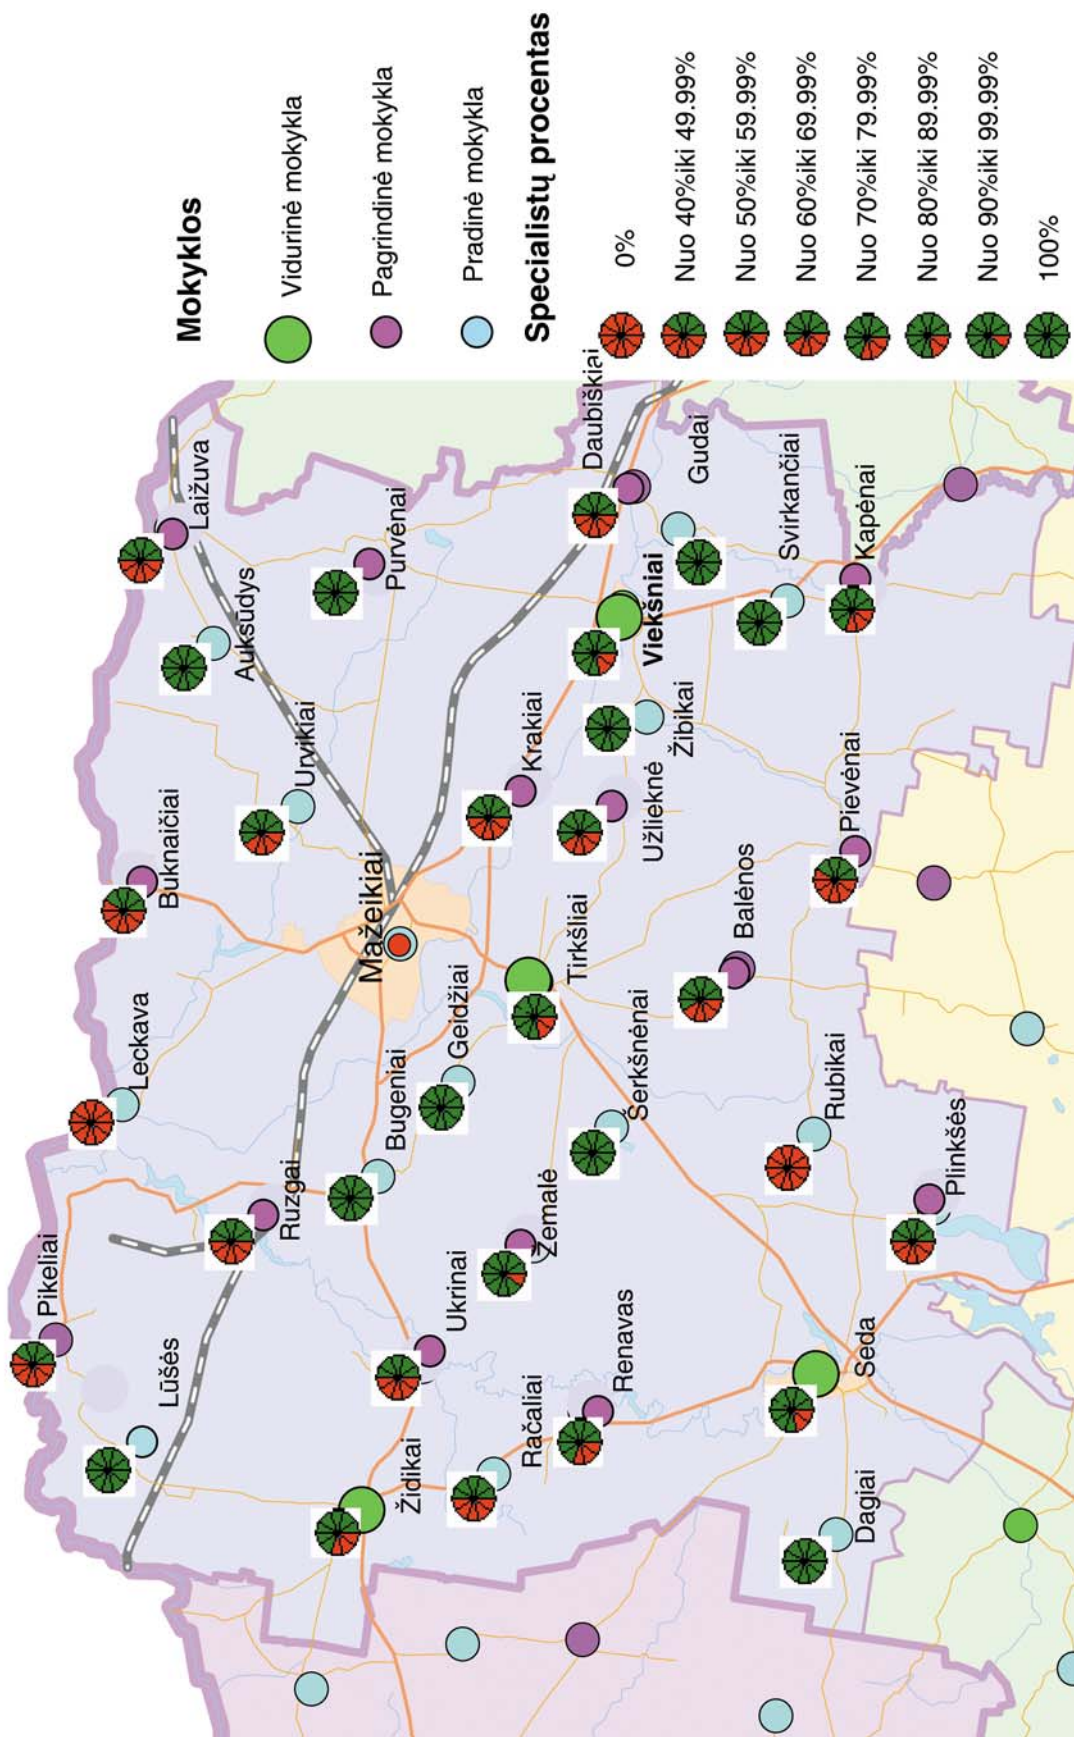 Mokyklos
Vidurinė mokykla
Pagrindinė mokykla
Pradinė mokykla
Specialistų procentas
0%
Nuo 40%iki 49.99%
Nuo 50%iki 59.99%
Nuo 60%iki 69.99%
Nuo 70%iki 79.99%
Nuo 80%iki 89.99%
Nuo 90%iki 99.99%
100%
Pikeliai
Lūšės
Ruzgai
Leckava
Buknaičiai
Urvikiai
Auksūdys
Laižuva
Purvėnai
Židikai
Ukrinai
Bugeniai
Geidžiai
Mažeikiai
Krakiai
Račaliai
Renavas
Žemalė
Šerkšnėnai
Tirkšliai
Užlieknė
Žibikai
Viekšniai
Daubiškiai
Gudai
Svirkančiai
Kapėnai
Balėnos
Pievėnai
Rubikai
Plinkšės
Seda
Dagiai